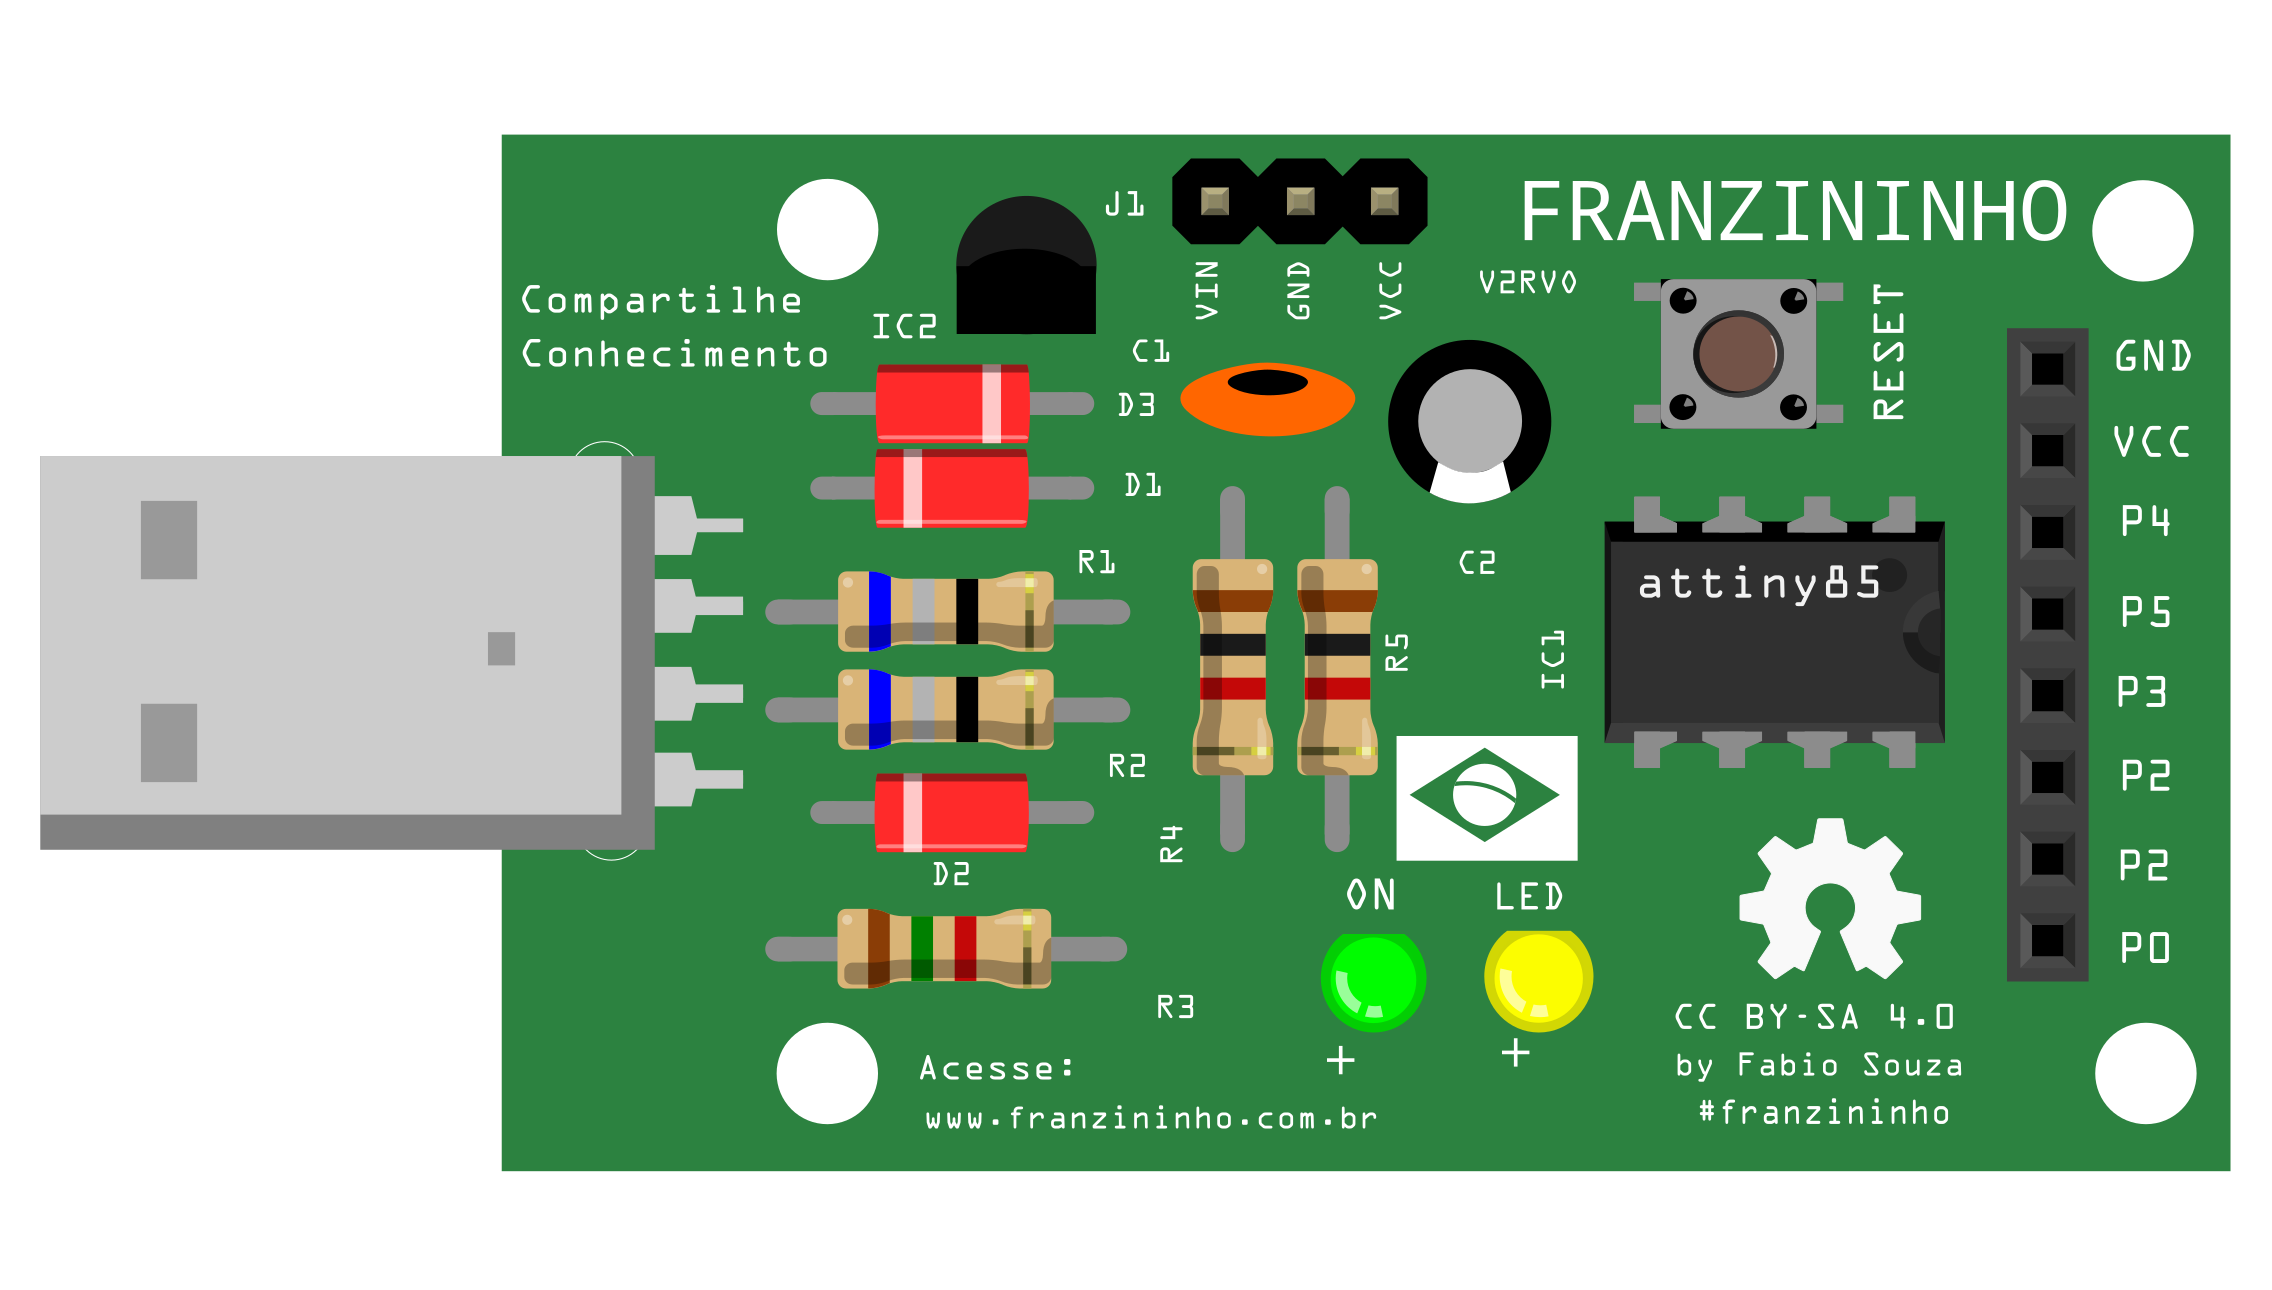 FRANZININHO
J1
VIN
GND
VCC
V2RV0
RESET
Compartilhe
Conhecimento
IC2
C1
D3
D1
R1
R2
D2
R3
R4
R5
C2
IC1
attiny85
GND
VCC
P4
P5
P3
P2
P2
P0
ON
LED
+
+
CC BY-SA 4.0
by Fabio Souza
#franzininho
Acesse:
www.franzininho.com.br